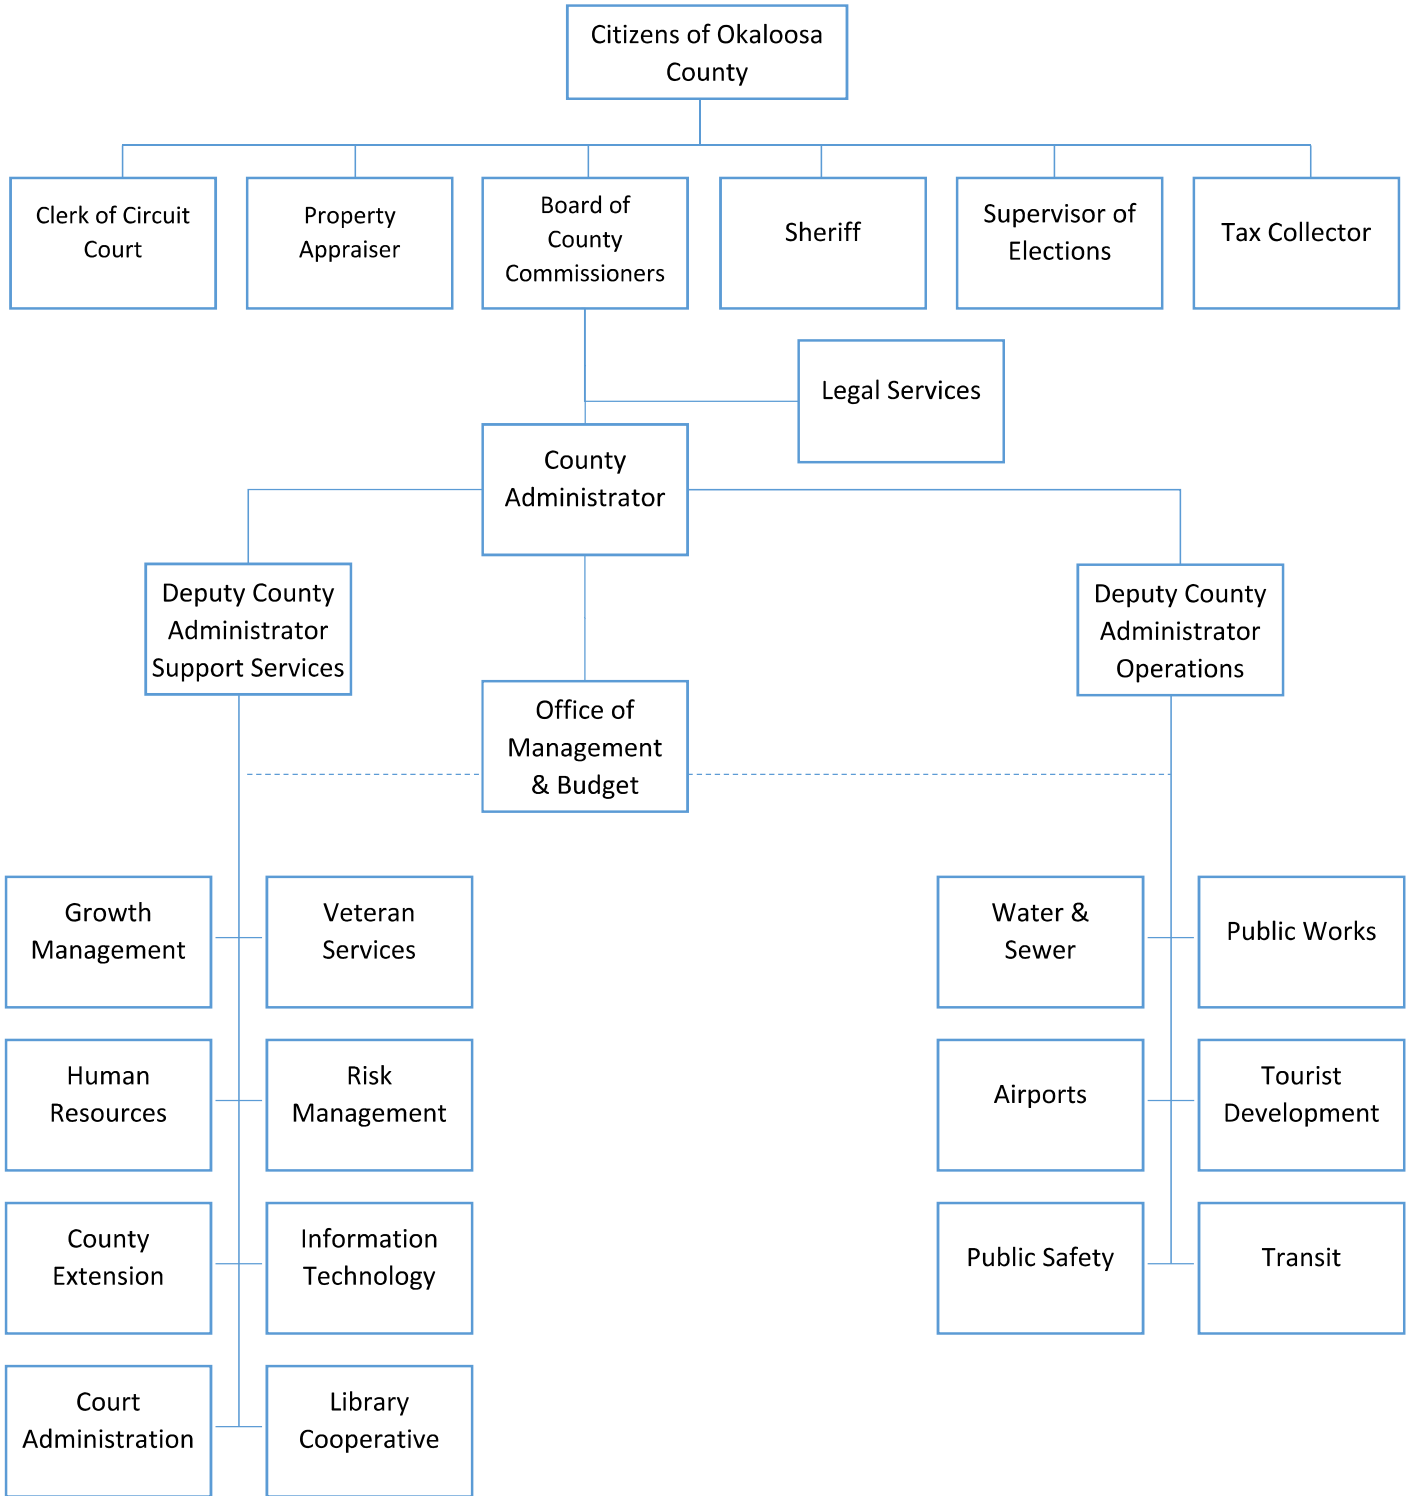 Citizens of Okaloosa
County
Clerk of Circuit
Court
Property
Appraiser
Board of
County
Commissioners
Sheriff
Supervisor of
Elections
Tax Collector
Legal Services
County
Administrator
Deputy County
Administrator
Support Services
Deputy County
Administrator
Operations
Office of
Management
& Budget
Growth
Management
Veteran
Services
Water &
Sewer
Public Works
Human
Resources
Risk
Management
Airports
Tourist
Development
County
Extension
Information
Technology
Public Safety
Transit
Court
Administration
Library
Cooperative